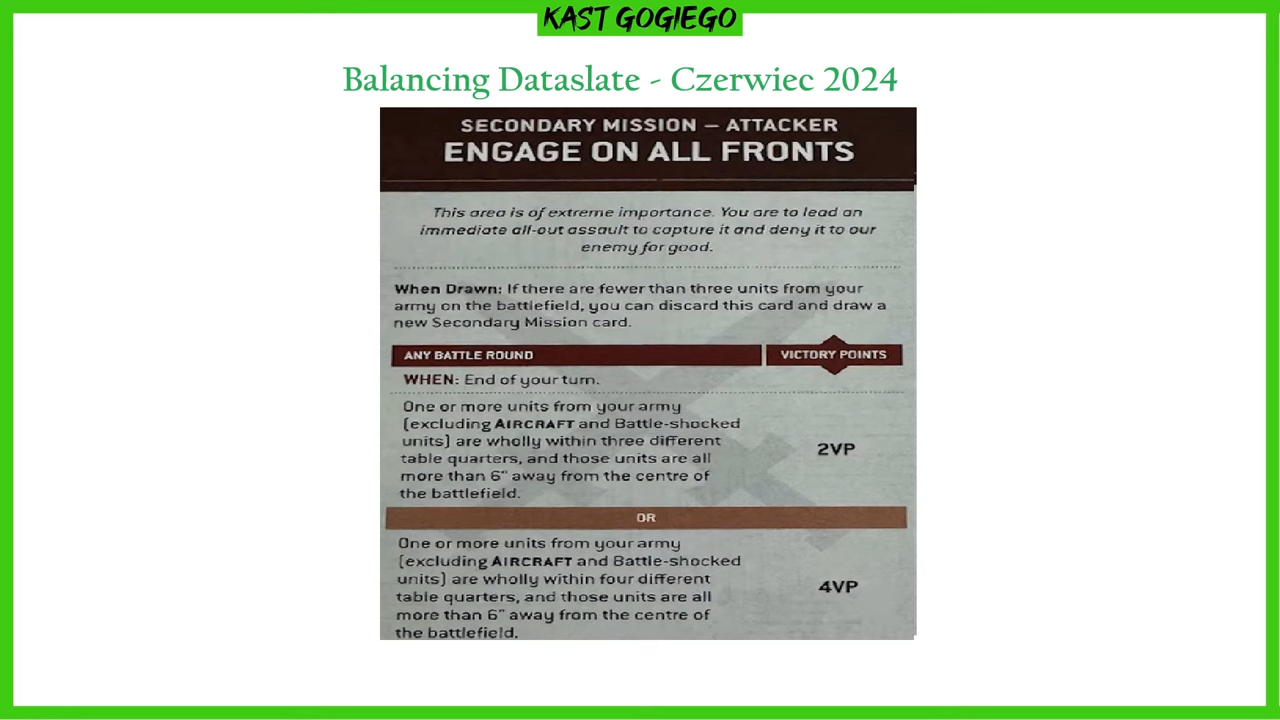 KAST GOGIEGO
Balancing Dataslate - Czerwiec 2024
SECONDARY MISSION – ATTACKER
ENGAGE ON ALL FRONTS
This area is of extreme importance. You are to lead an
immediate all-out assault to capture it and deny it to our
enemy for good.
When Drawn: If there are fewer than three units from your
army on the battlefield, you can discard this card and draw a
new Secondary Mission card.
ANY BATTLE ROUND
VICTORY POINTS
WHEN: End of your turn.
One or more units from your army
(excluding AIRCRAFT and Battle-shocked
units) are wholly within three different
table quarters, and those units are all
more than 6" away from the centre of
the battlefield.
2VP
OR
One or more units from your army
(excluding AIRCRAFT and Battle-shocked
units) are wholly within four different
table quarters, and those units are all
more than 6" away from the centre of
the battlefield.
4VP